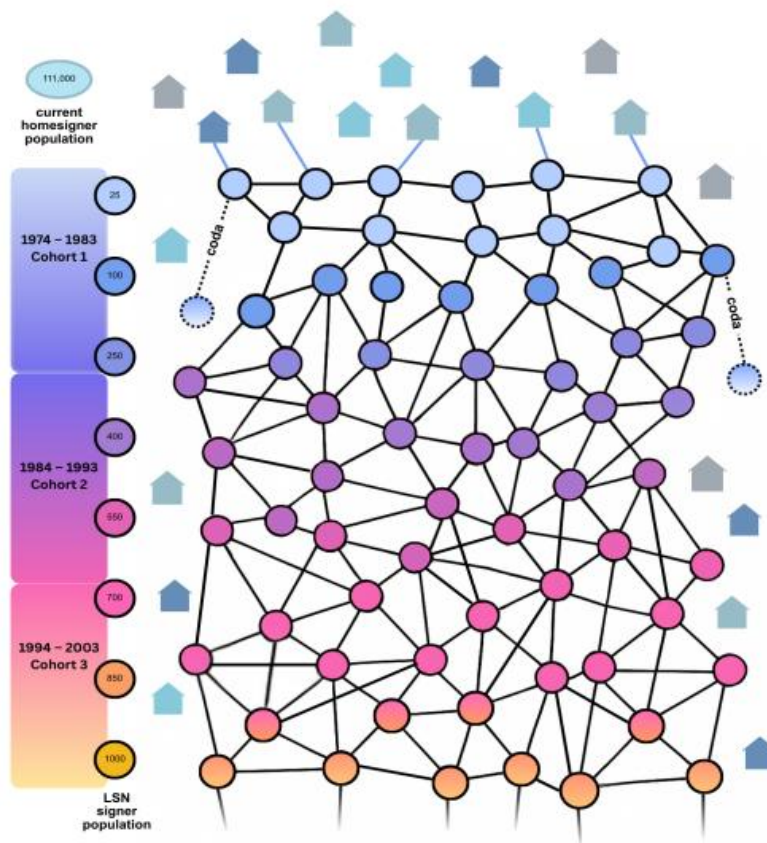 111,000
current
homesigner
population
25
1974 – 1983
Cohort 1
100
250
400
1984 – 1993
Cohort 2
550
700
1994 – 2003
Cohort 3
850
1000
LSN
signer
population
coda
coda